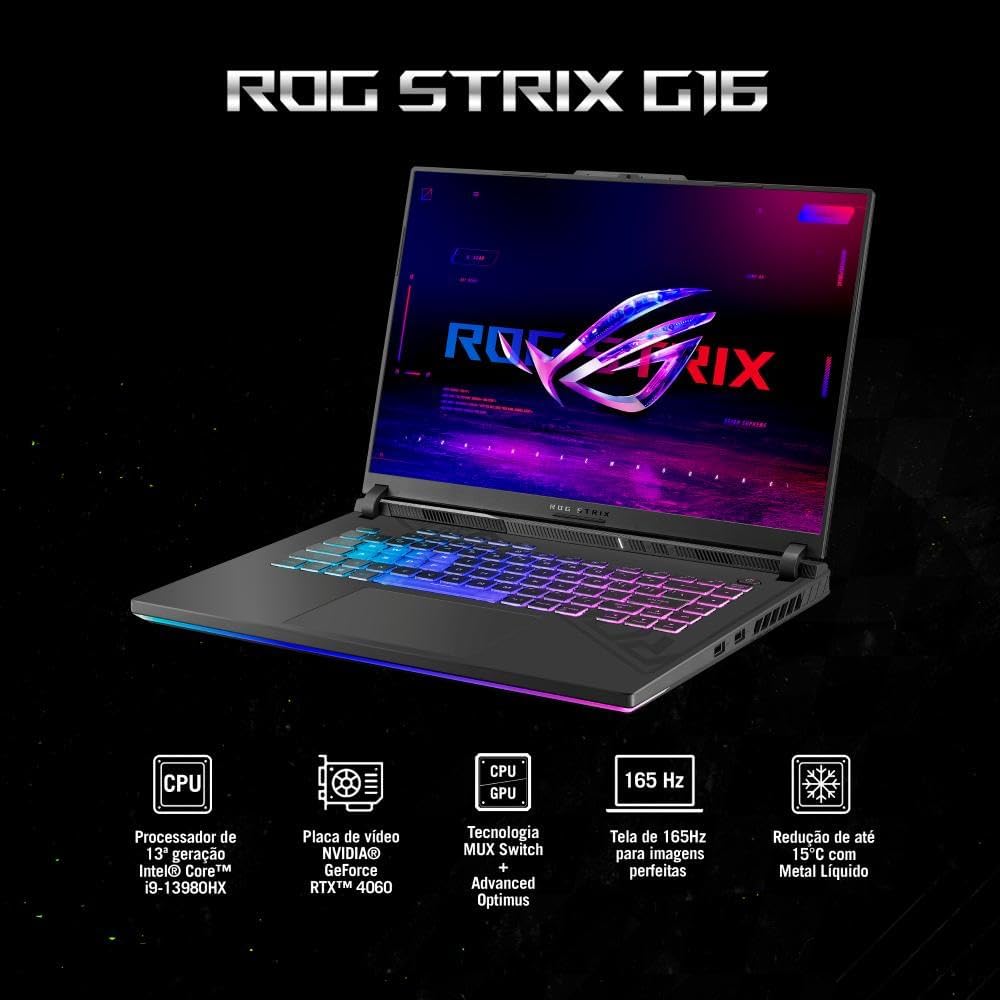 ROG STRIX G16
ROG STRIX
ROG STRIX
CPU
Processador de
13ª geração
Intel® Core™
i9-13980HX
Placa de vídeo
NVIDIA®
GeForce
RTX™ 4060
CPU
GPU
Tecnologia
MUX Switch
+
Advanced
Optimus
165 Hz
Tela de 165Hz
para imagens
perfeitas
Redução de até
15°C com
Metal Líquido